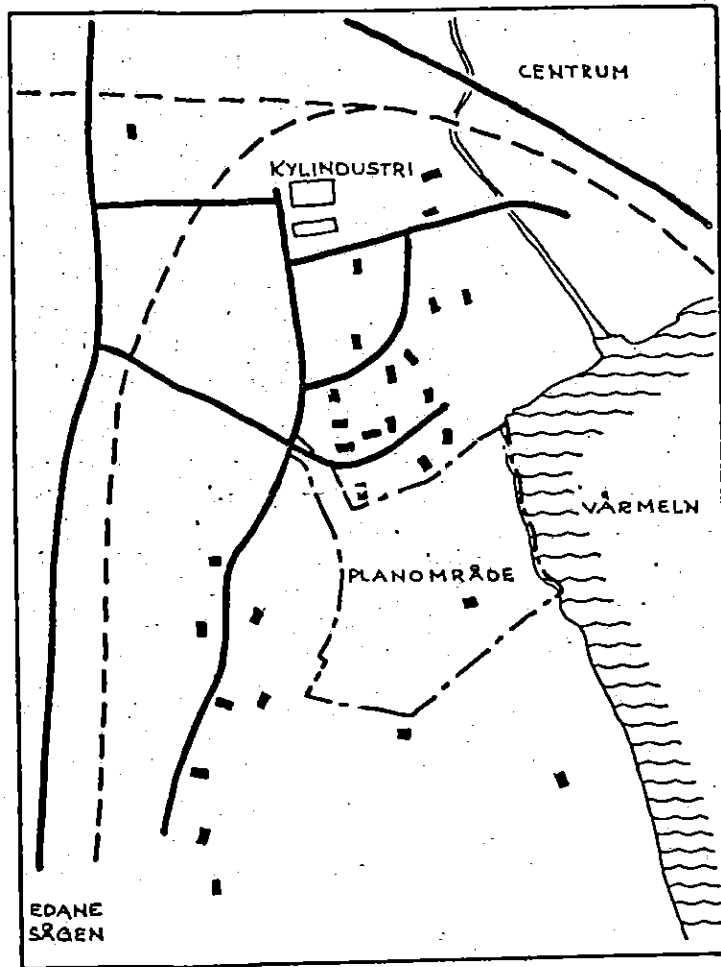 CENTRUM
KYLINDUSTRI
VÄRMELN
PLANOMRÅDE
EDANE
SÅGEN